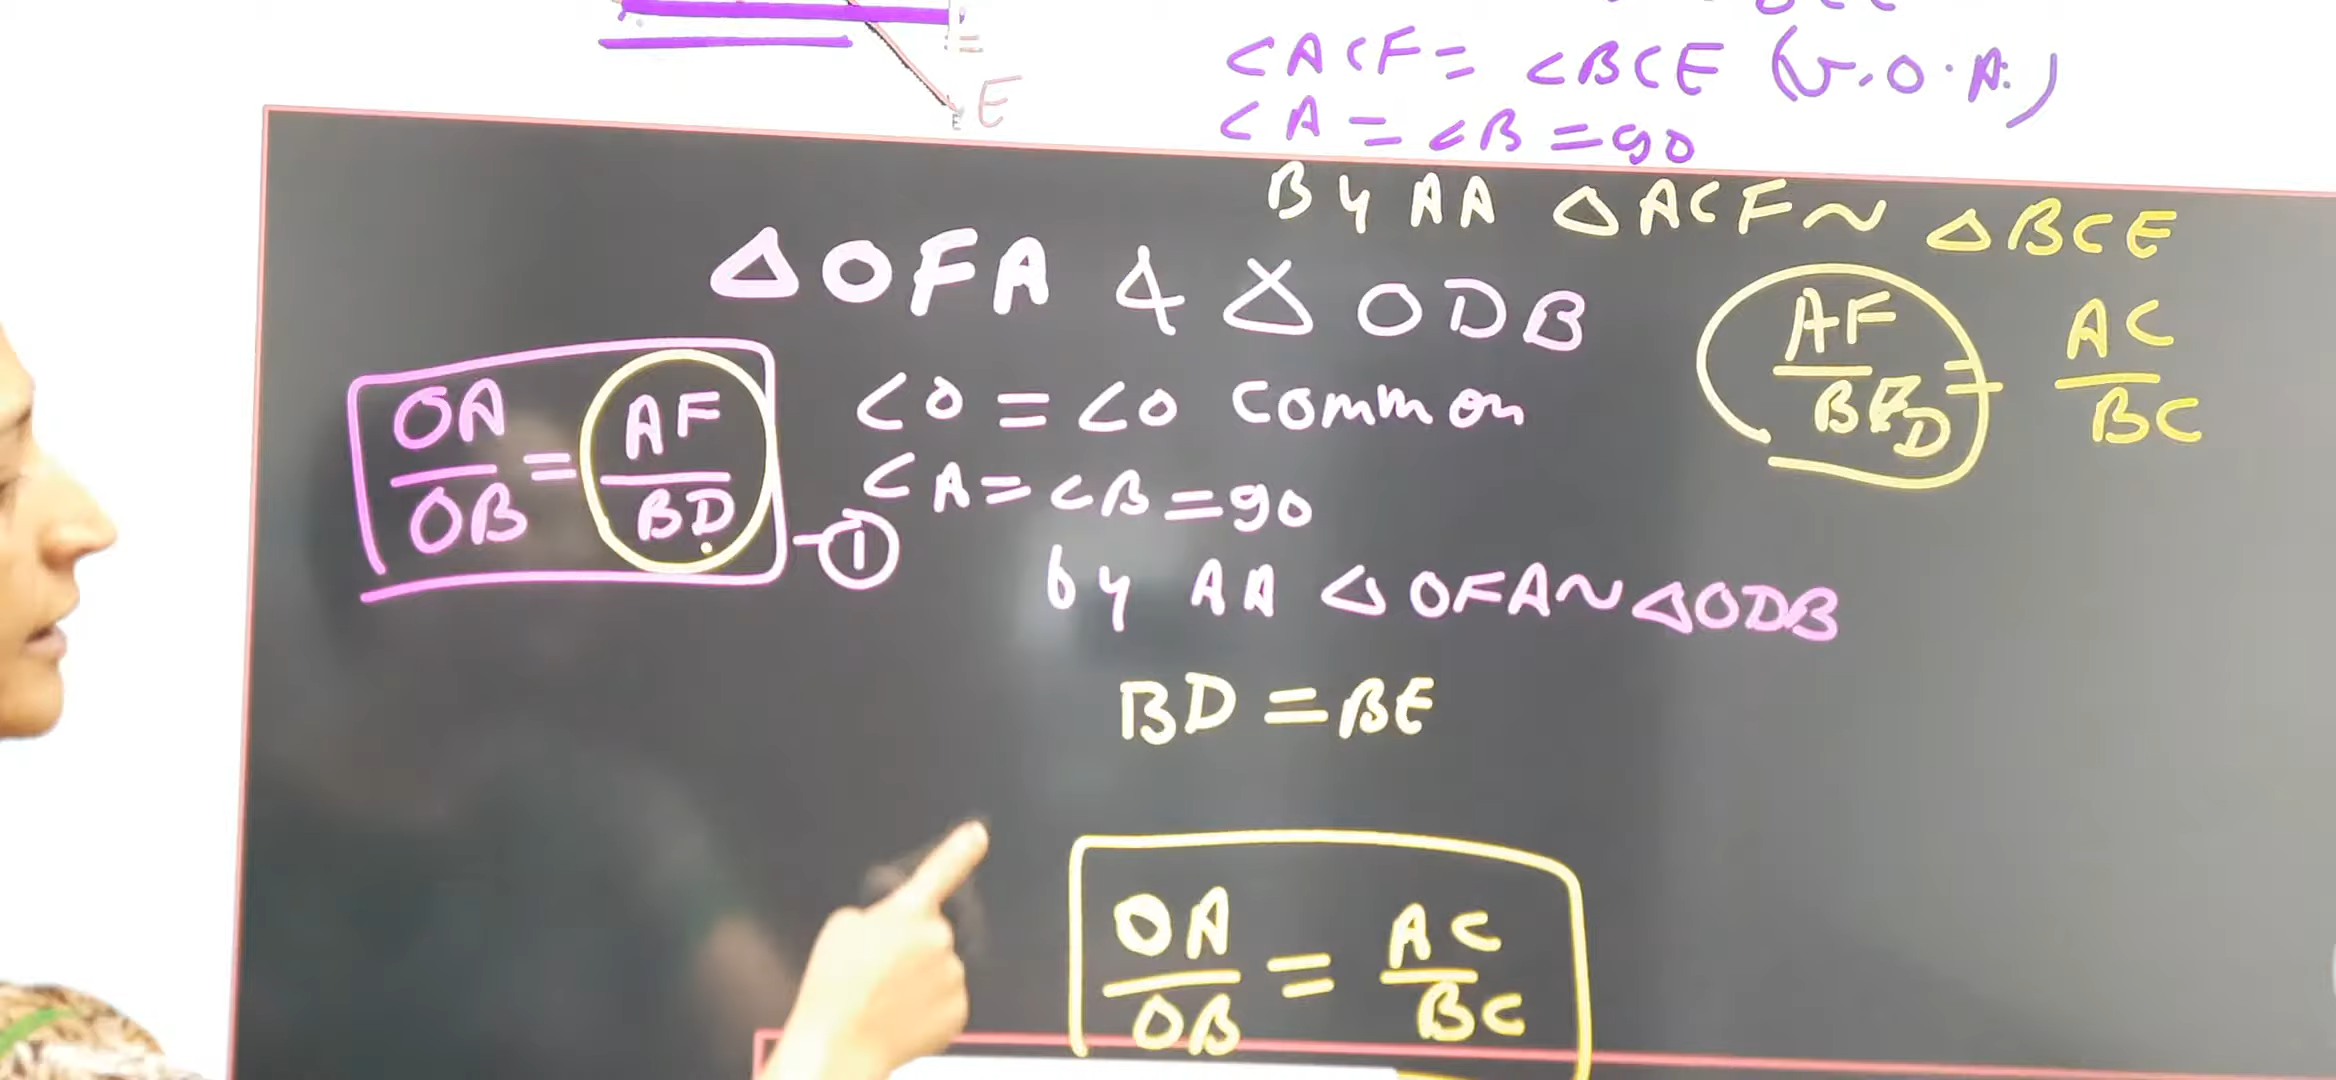 E
E
<ACF = <BCE (V.O.A.)
<A = <B = 90
By AA △ACF ~ △BCE
△OFA & △ODB
AF/BD = AC/BC
OA/OB = AF/BD -①
<O = <O common
<A = <B = 90
by AA △OFA ~ △ODB
BD = BE
OA/OB = AC/BC